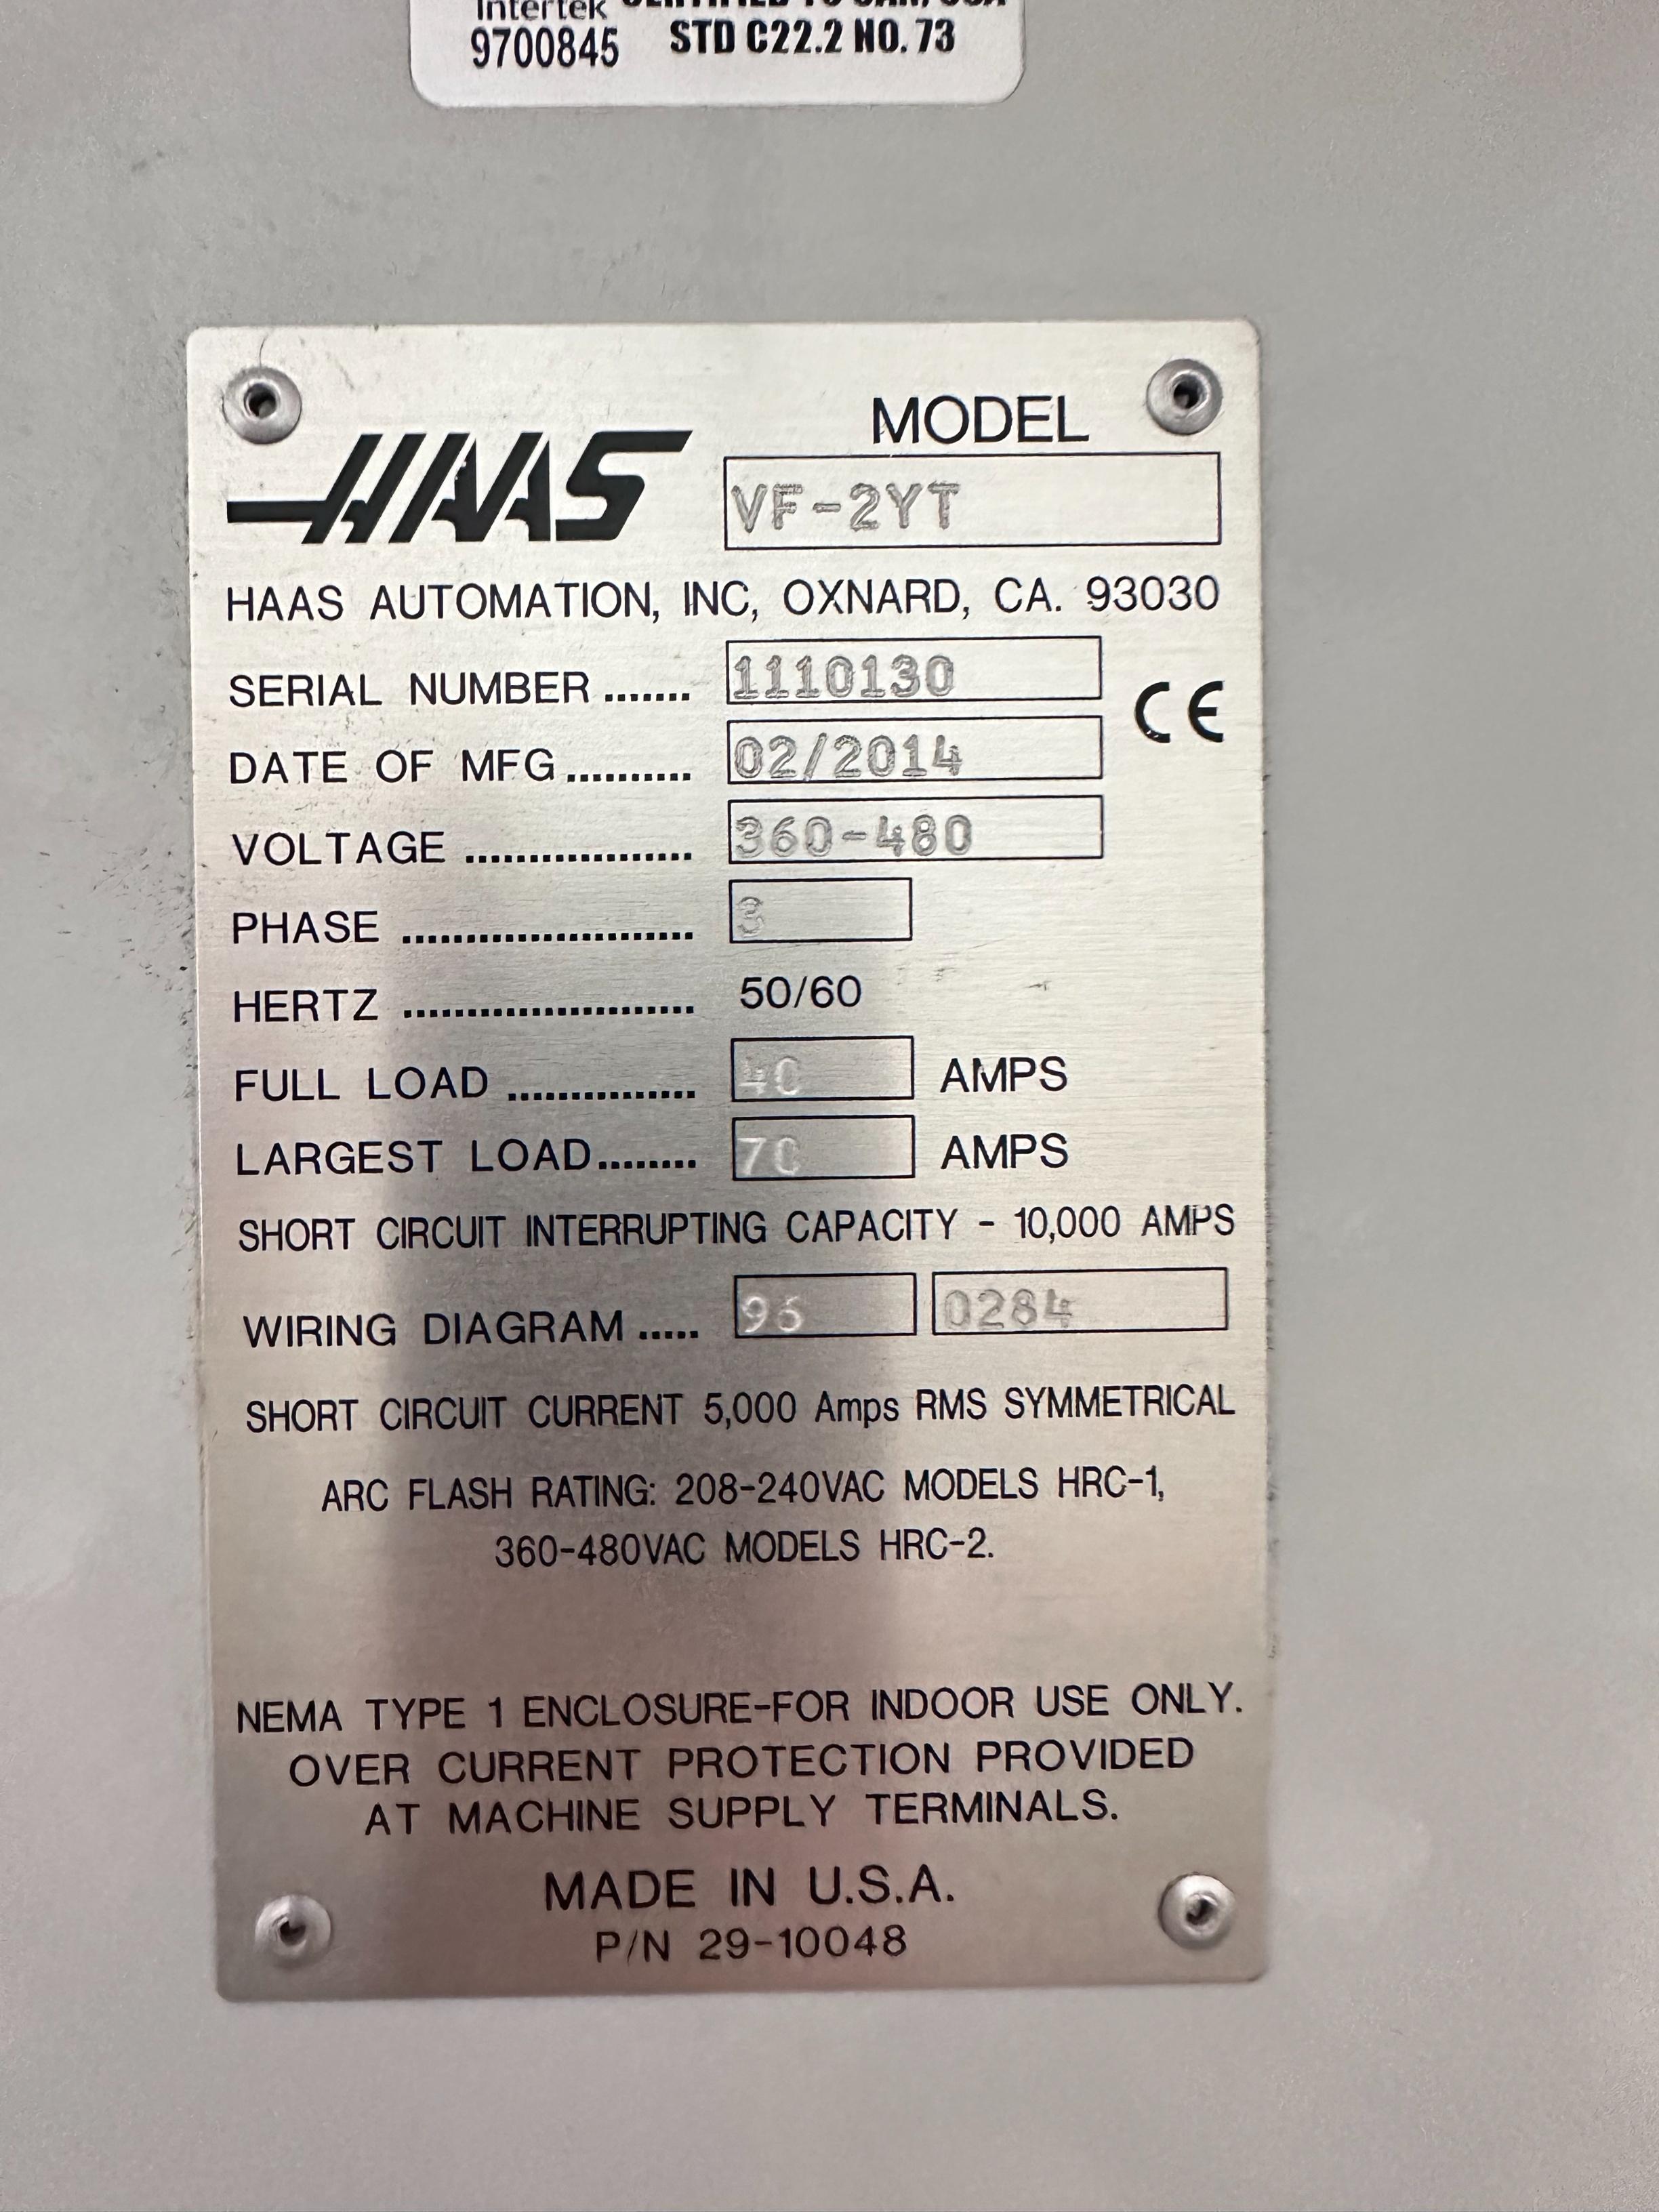 Intertek
9700845 STD C22.2 NO. 73
HAAS
MODEL
VF-2YT
HAAS AUTOMATION, INC, OXNARD, CA. 93030
SERIAL NUMBER ....... 1110130
CE
DATE OF MFG .......... 02/2014
VOLTAGE .................. 360-480
PHASE ....................... 3
HERTZ ....................... 50/60
FULL LOAD ............... 40 AMPS
LARGEST LOAD........ 70 AMPS
SHORT CIRCUIT INTERRUPTING CAPACITY - 10,000 AMPS
WIRING DIAGRAM ..... 96 0284
SHORT CIRCUIT CURRENT 5,000 Amps RMS SYMMETRICAL
ARC FLASH RATING: 208-240VAC MODELS HRC-1,
360-480VAC MODELS HRC-2.
NEMA TYPE 1 ENCLOSURE-FOR INDOOR USE ONLY.
OVER CURRENT PROTECTION PROVIDED
AT MACHINE SUPPLY TERMINALS.
MADE IN U.S.A.
P/N 29-10048